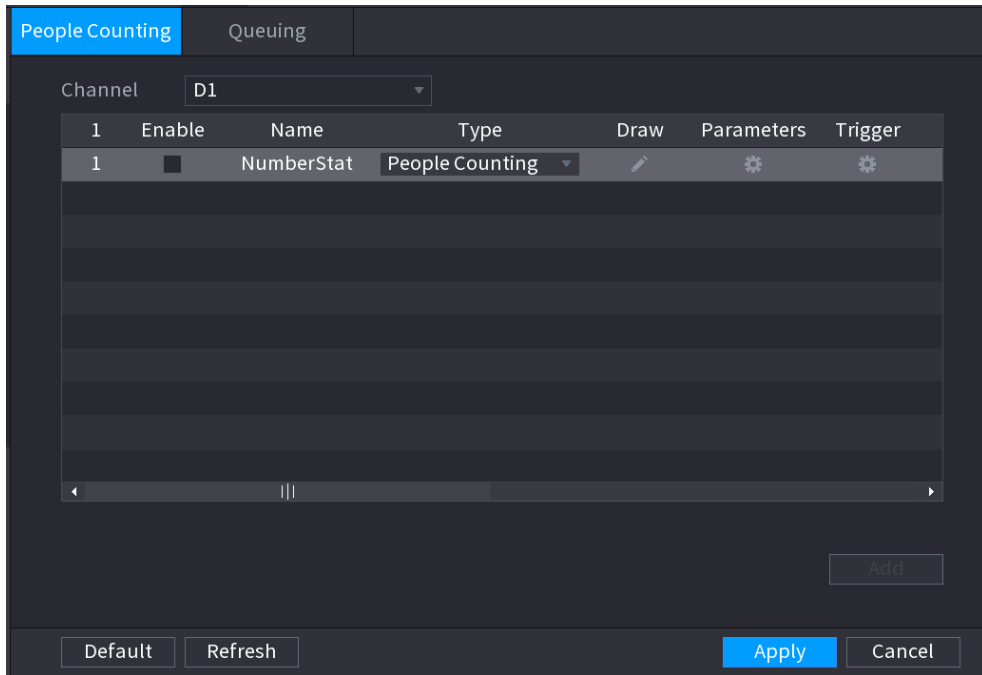 People Counting Queuing
Channel D1
1 Enable Name Type Draw Parameters Trigger
1 NumberStat People Counting
Add
Default Refresh Apply Cancel